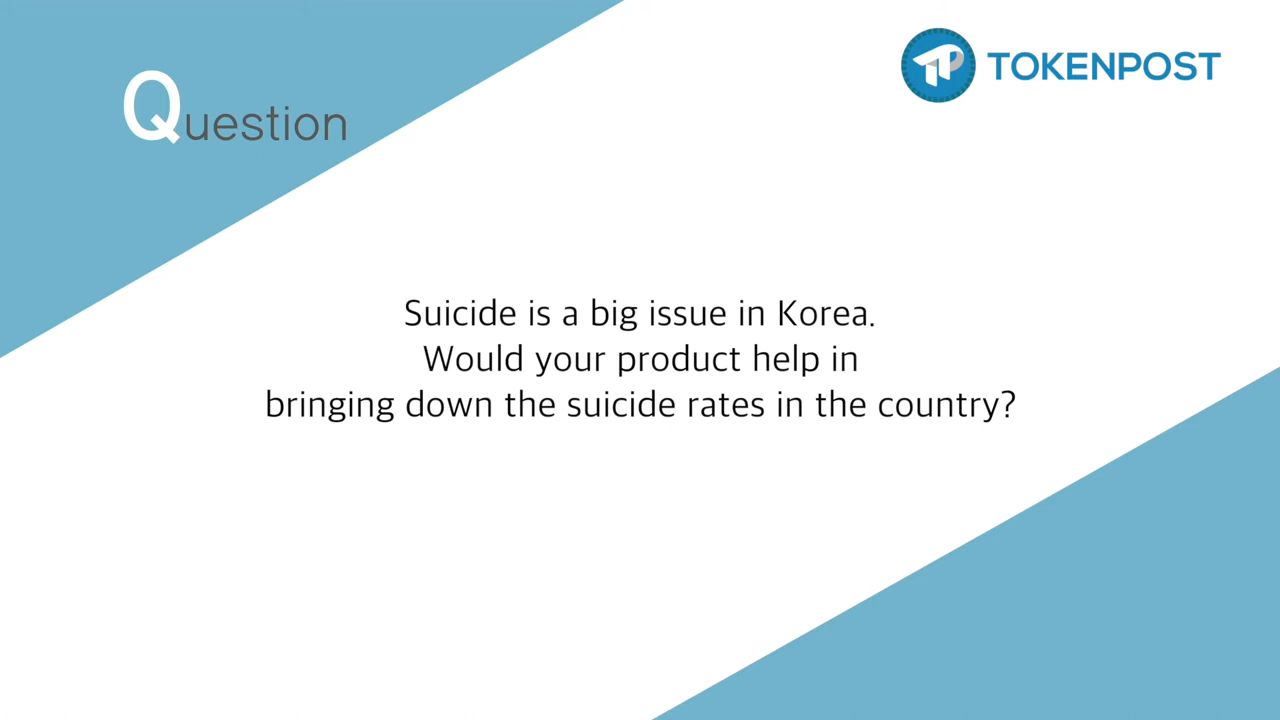 Question
TOKENPOST
Suicide is a big issue in Korea.
Would your product help in
bringing down the suicide rates in the country?